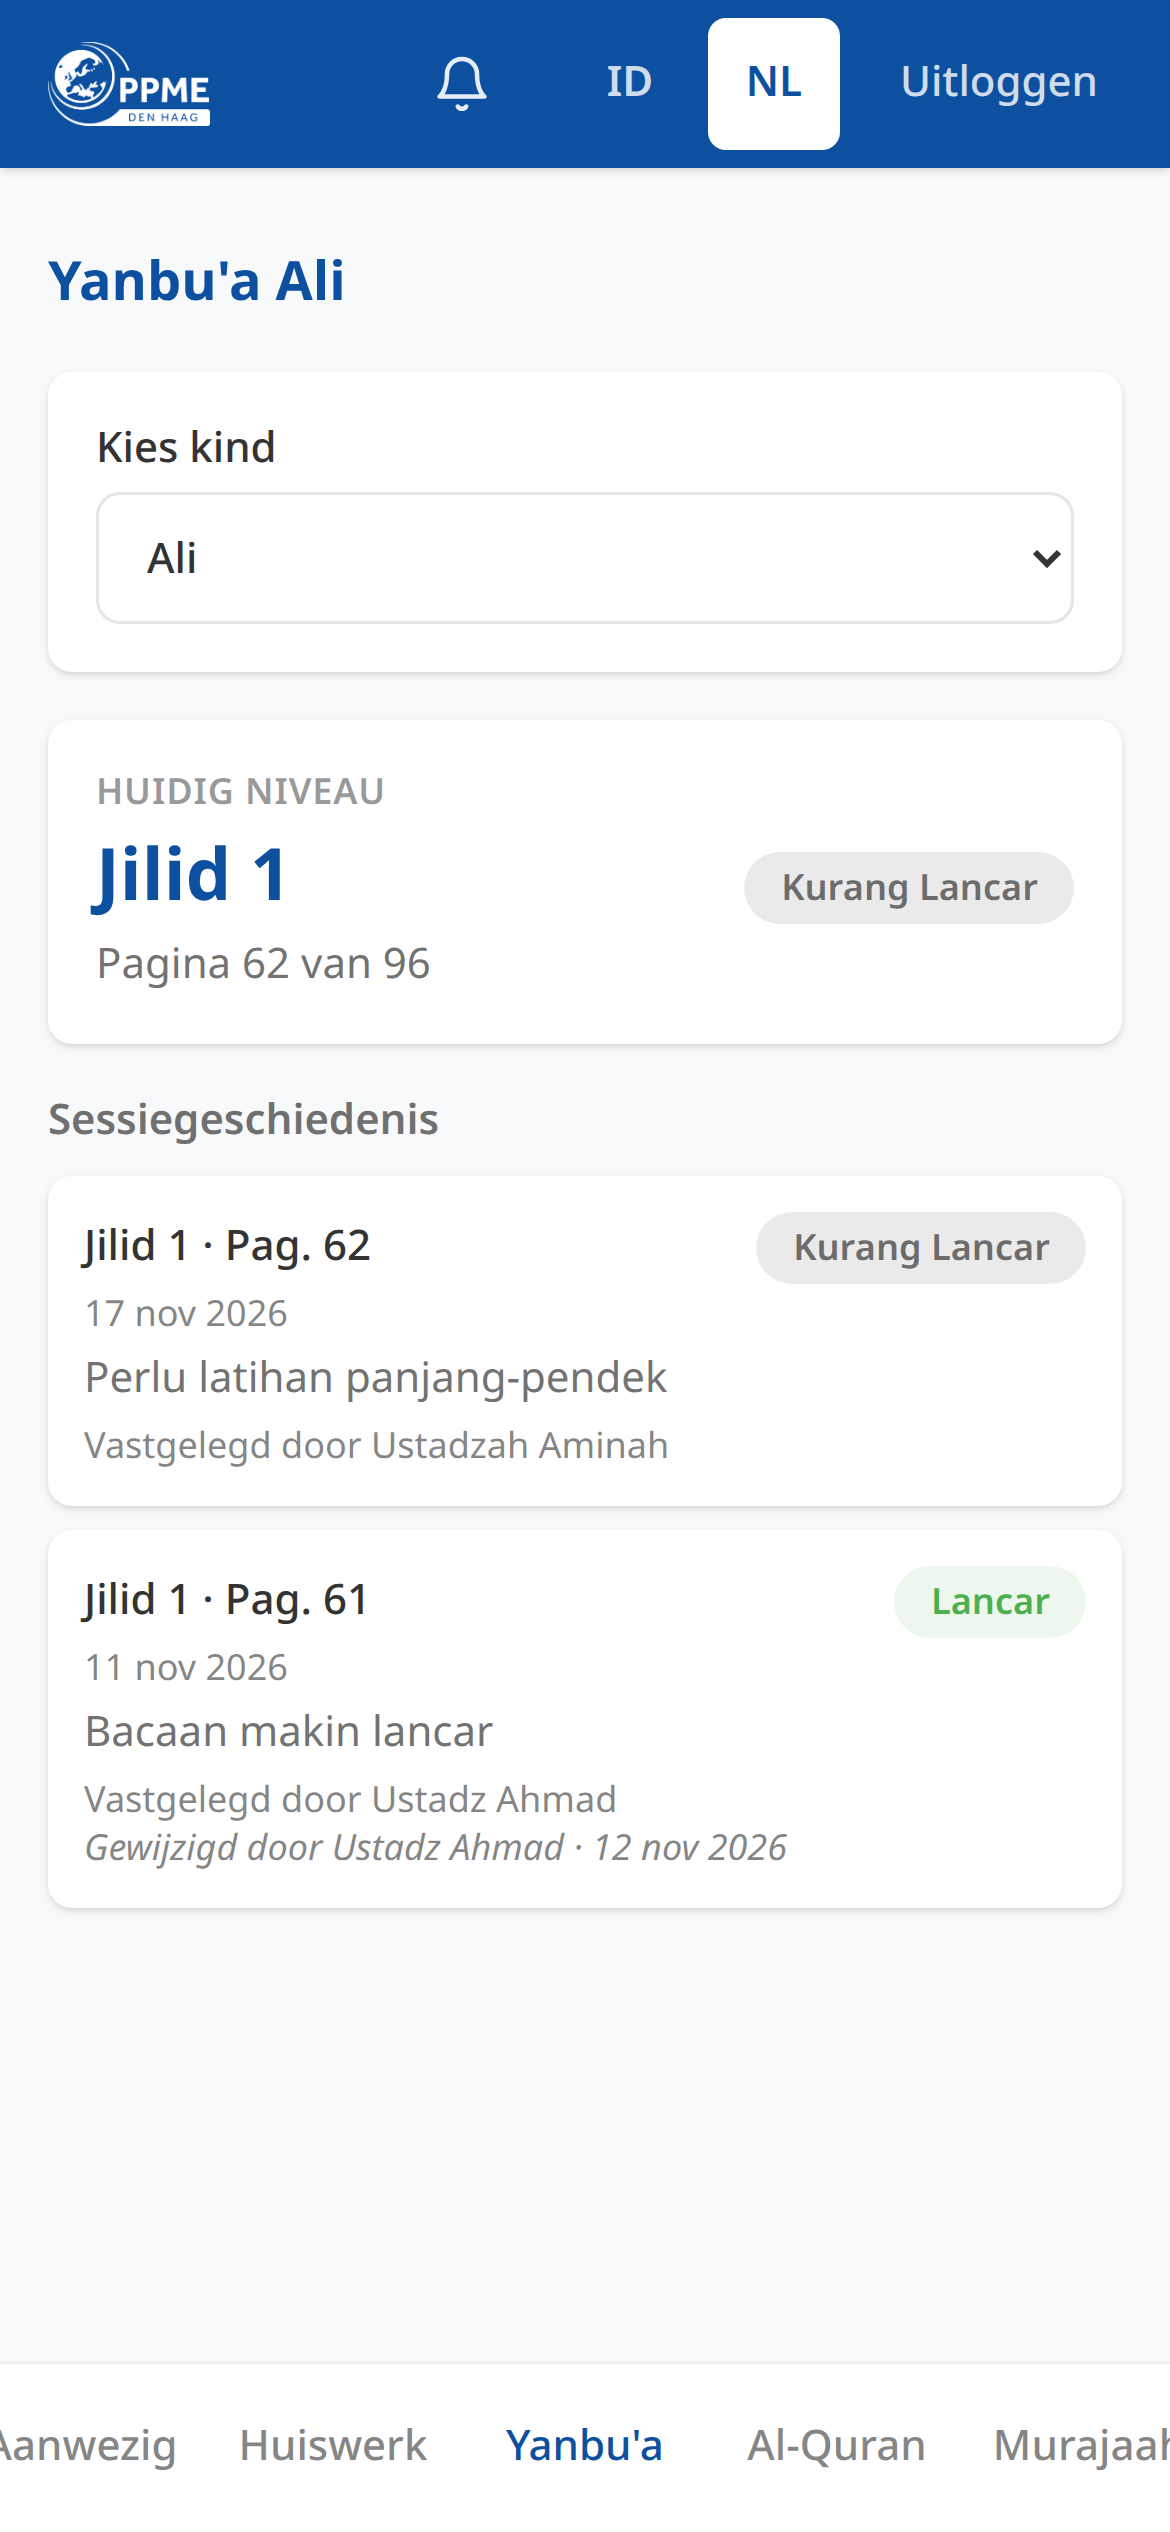 PPME
DEN HAAG
ID
NL
Uitloggen
Yanbu'a Ali
Kies kind
Ali
HUIDIG NIVEAU
Jilid 1
Kurang Lancar
Pagina 62 van 96
Sessiegeschiedenis
Jilid 1 · Pag. 62
Kurang Lancar
17 nov 2026
Perlu latihan panjang-pendek
Vastgelegd door Ustadzah Aminah
Jilid 1 · Pag. 61
Lancar
11 nov 2026
Bacaan makin lancar
Vastgelegd door Ustadz Ahmad
Gewijzigd door Ustadz Ahmad · 12 nov 2026
Aanwezig
Huiswerk
Yanbu'a
Al-Quran
Murajaah